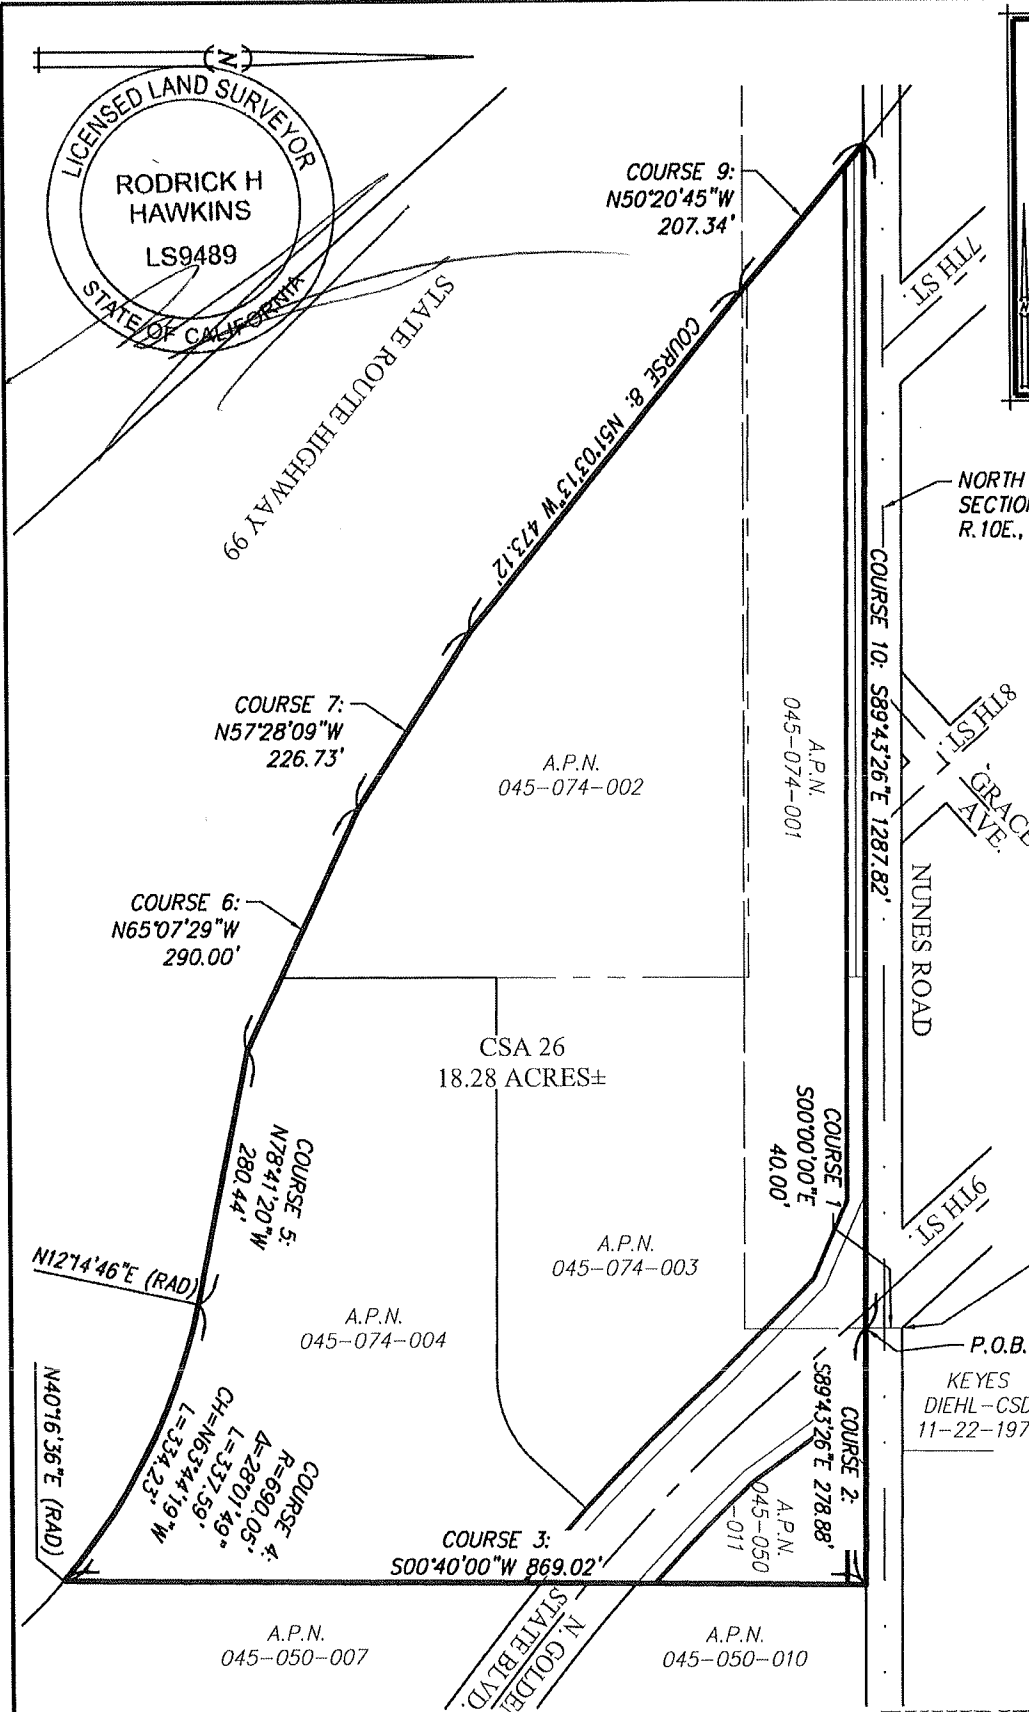 N
LICENSED LAND SURVEYOR
RODRICK H
HAWKINS
LS9489
STATE OF CALIFORNIA
STATE ROUTE HIGHWAY 99
COURSE 9:
N50°20'45"W
207.34'
7TH ST.
COURSE 8: N51°03'13"W 473.12'
NORTH
SECTION
R.10E.,
COURSE 10: S89°43'26"E 1287.82'
COURSE 7:
N57°28'09"W
226.73'
A.P.N.
045-074-002
A.P.N.
045-074-001
8TH ST.
GRACE
AVE.
NUNES ROAD
COURSE 6:
N65°07'29"W
290.00'
CSA 26
18.28 ACRES±
COURSE 1
S00°00'00"E
40.00'
COURSE 5:
N78°41'20"W
280.44'
9TH ST.
N12°14'46"E (RAD)
A.P.N.
045-074-003
A.P.N.
045-074-004
P.O.B.
KEYES
DIEHL-CSD
11-22-197
COURSE 2:
S89°43'26"E 278.88'
N40°16'36"E (RAD)
COURSE 4:
R=690.05'
Δ=28°01'49"
L=337.59'
CH=N63°44'19"W
L=334.23'
A.P.N.
045-050
-011
COURSE 3:
S00°40'00"W 869.02'
N. GOLDEN
STATE BLVD.
A.P.N.
045-050-007
A.P.N.
045-050-010